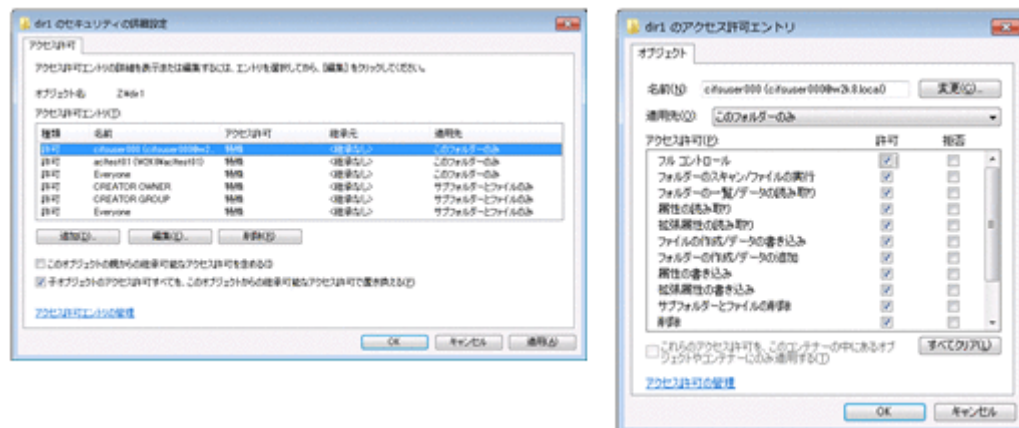 dir1 のセキュリティの詳細設定
アクセス許可
アクセス許可エントリの詳細を表示または編集するには、エントリを選択してから、[編集] をクリックしてください。
オブジェクト名: Z:¥dir1
アクセス許可エントリ(T):
種類 名前 アクセス許可 継承元 適用先
許可 cifsuser000 (cifsuser000@w2... 特殊 <継承なし> このフォルダーのみ
許可 acltest01 (W2K8¥acltest01) 特殊 <継承なし> このフォルダーのみ
許可 Everyone 特殊 <継承なし> このフォルダーのみ
許可 CREATOR OWNER 特殊 <継承なし> サブフォルダーとファイルのみ
許可 CREATOR GROUP 特殊 <継承なし> サブフォルダーとファイルのみ
許可 Everyone 特殊 <継承なし> サブフォルダーとファイルのみ
追加(D)... 編集(E)... 削除(R)
このオブジェクトの親からの継承可能なアクセス許可を含める(I)
子オブジェクトのアクセス許可すべてを、このオブジェクトからの継承可能なアクセス許可で置き換える(P)
アクセス許可エントリの管理
OK キャンセル 適用(A)
dir1 のアクセス許可エントリ
オブジェクト
名前(N): cifsuser000 (cifsuser000@w2k8.local) 変更(C)...
適用先(O): このフォルダーのみ
アクセス許可(P): 許可 拒否
フル コントロール
フォルダーのスキャン/ファイルの実行
フォルダーの一覧/データの読み取り
属性の読み取り
拡張属性の読み取り
ファイルの作成/データの書き込み
フォルダーの作成/データの追加
属性の書き込み
拡張属性の書き込み
サブフォルダーとファイルの削除
削除
これらのアクセス許可を、このコンテナーの中にあるオブ
ジェクトやコンテナーにのみ適用する(T)
すべてクリア(L)
アクセス許可の管理
OK キャンセル